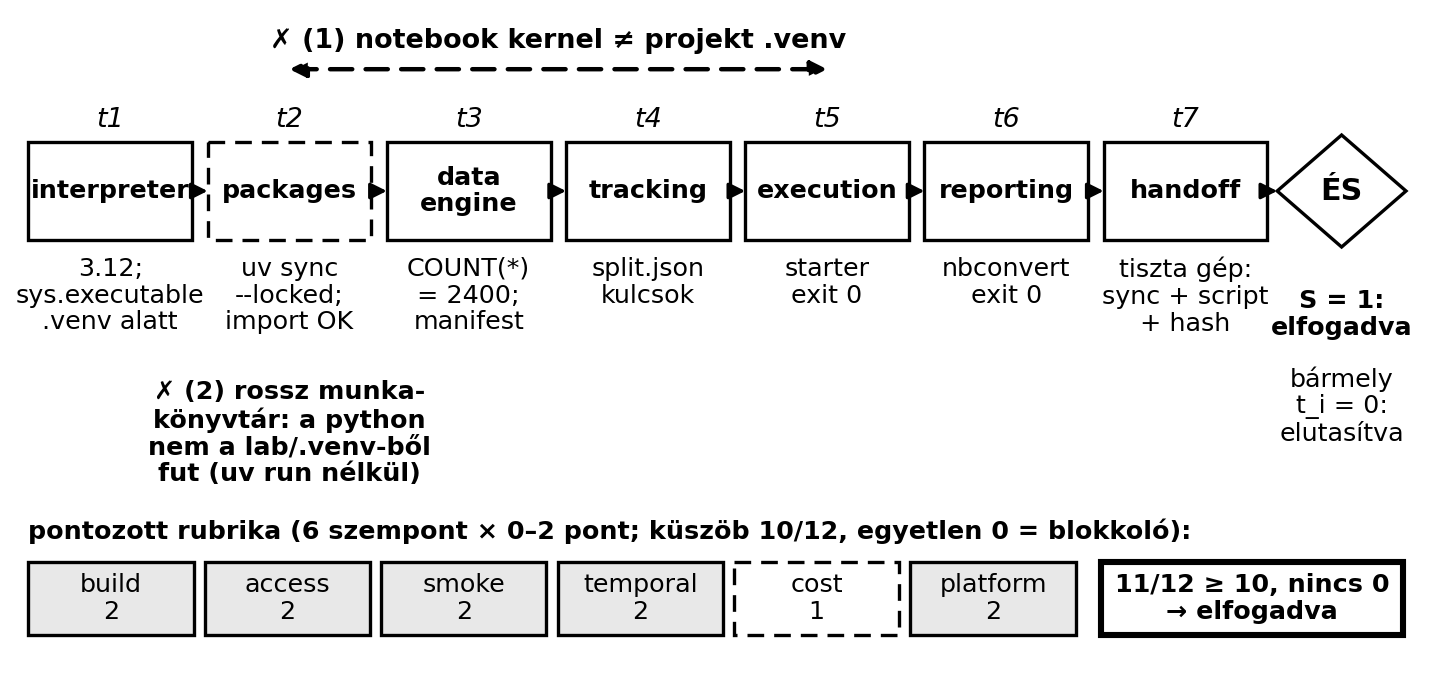 ✗ (1) notebook kernel ≠ projekt .venv
t1
t2
t3
t4
t5
t6
t7
interpreter
packages
data
engine
tracking
execution
reporting
handoff
ÉS
3.12;
sys.executable
.venv alatt
uv sync
--locked;
import OK
COUNT(*)
= 2400;
manifest
split.json
kulcsok
starter
exit 0
nbconvert
exit 0
tiszta gép:
sync + script
+ hash
S = 1:
elfogadva
bármely
t_i = 0:
elutasítva
✗ (2) rossz munka-
könyvtár: a python
nem a lab/.venv-ből
fut (uv run nélkül)
pontozott rubrika (6 szempont × 0–2 pont; küszöb 10/12, egyetlen 0 = blokkoló):
build
2
access
2
smoke
2
temporal
2
cost
1
platform
2
11/12 ≥ 10, nincs 0
→ elfogadva